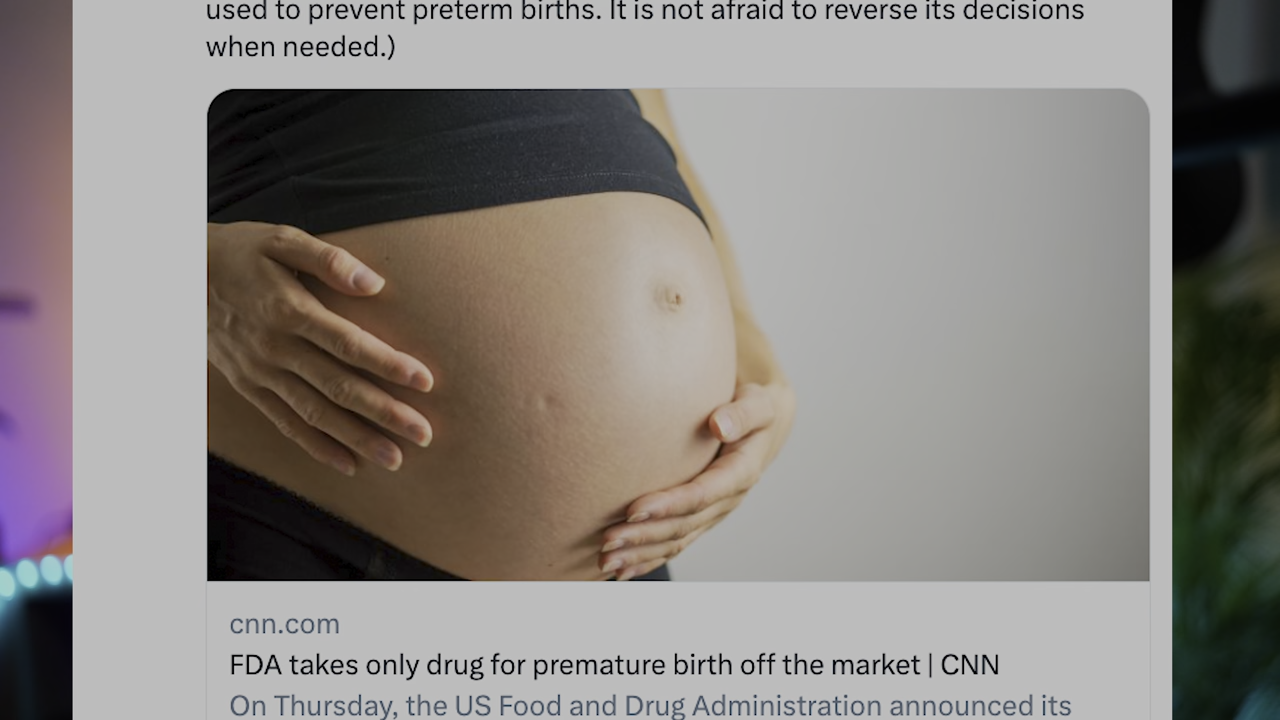 used to prevent preterm births. It is not afraid to reverse its decisions
when needed.)
cnn.com
FDA takes only drug for premature birth off the market | CNN
On Thursday, the US Food and Drug Administration announced its